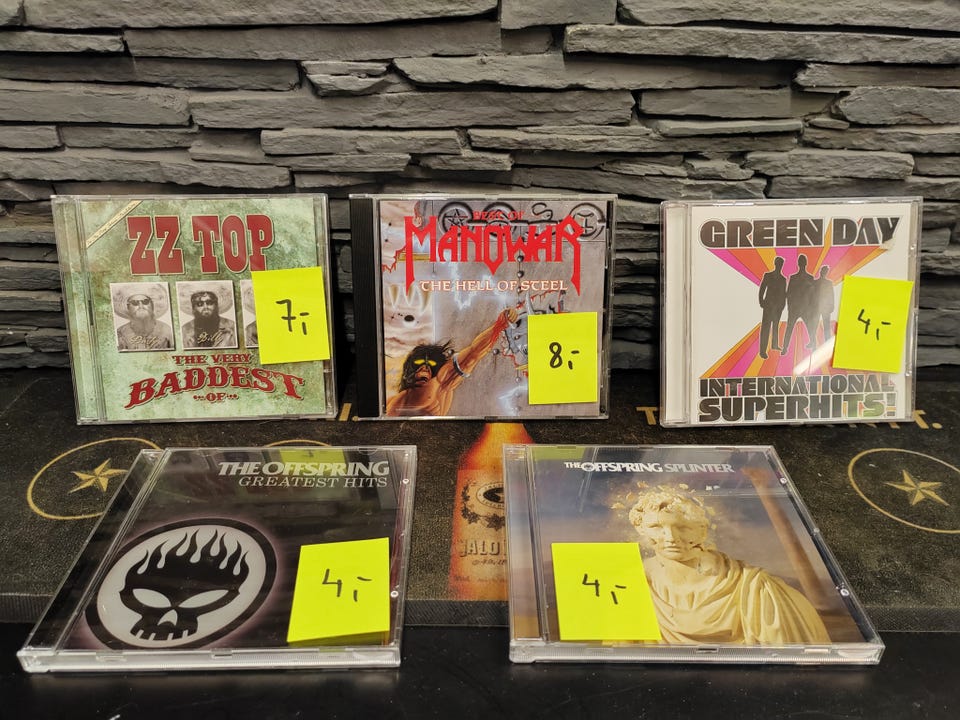 ZZ TOP
7,-
THE VERY
BADDEST
OF
BEST OF
MANOWAR
THE HELL OF STEEL
8,-
GREEN DAY
4,-
INTERNATIONAL
SUPERHITS!
THE OFFSPRING
GREATEST HITS
4,-
THE OFFSPRING SPLINTER
4,-